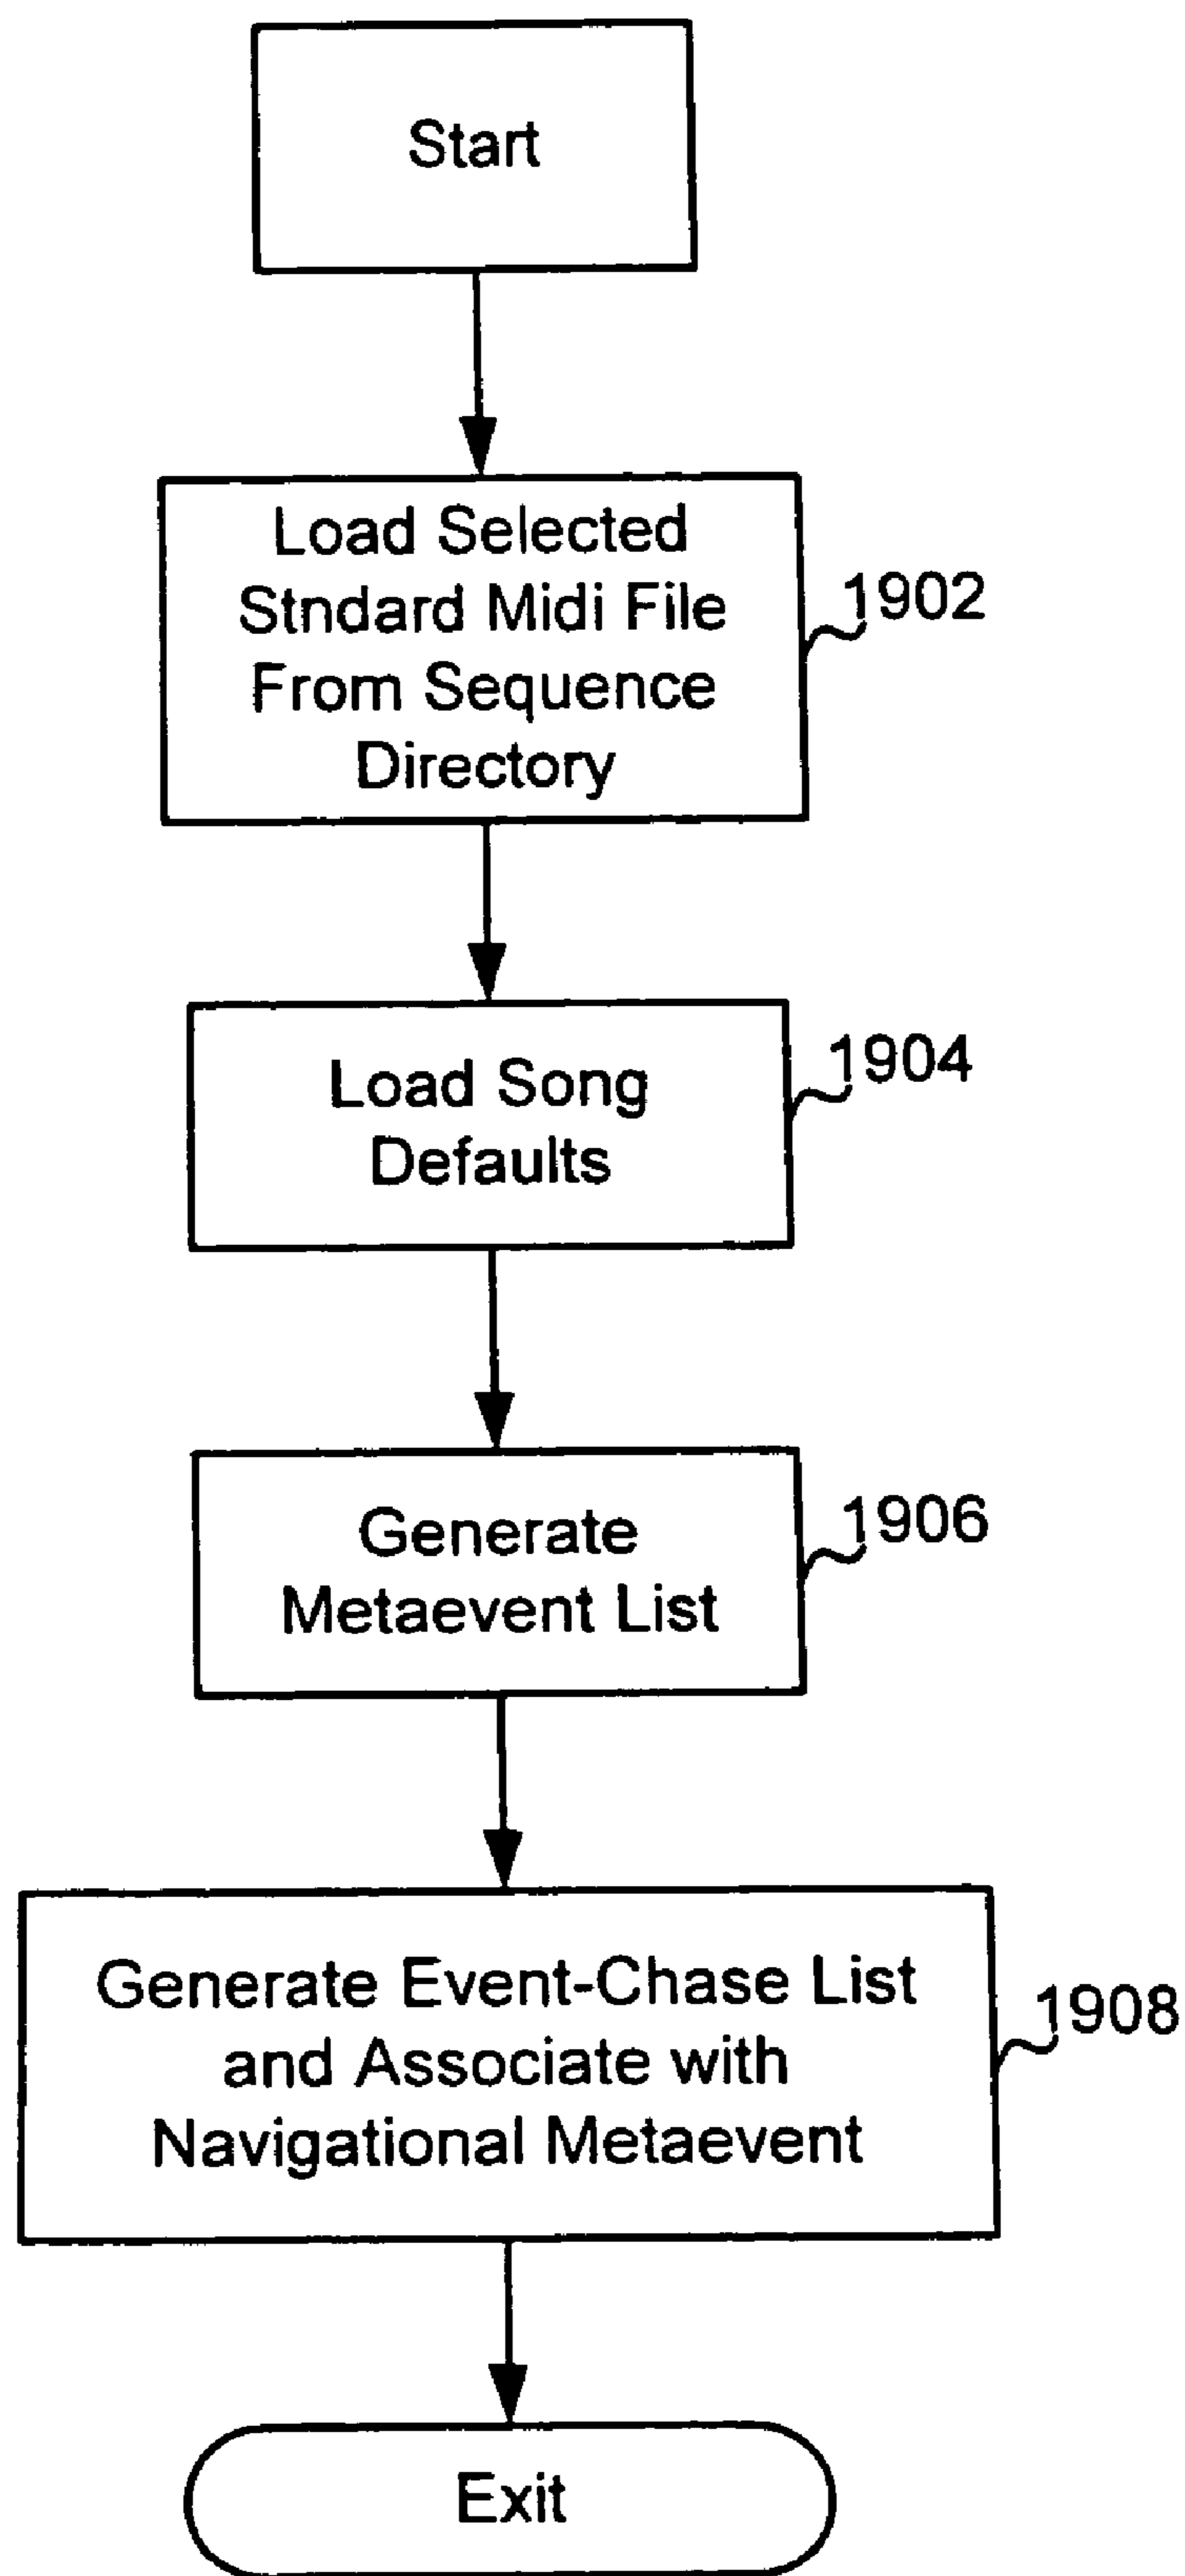 Start
Load Selected
Stndard Midi File
From Sequence
Directory
1902
Load Song
Defaults
1904
Generate
Metaevent List
1906
Generate Event-Chase List
and Associate with
Navigational Metaevent
1908
Exit